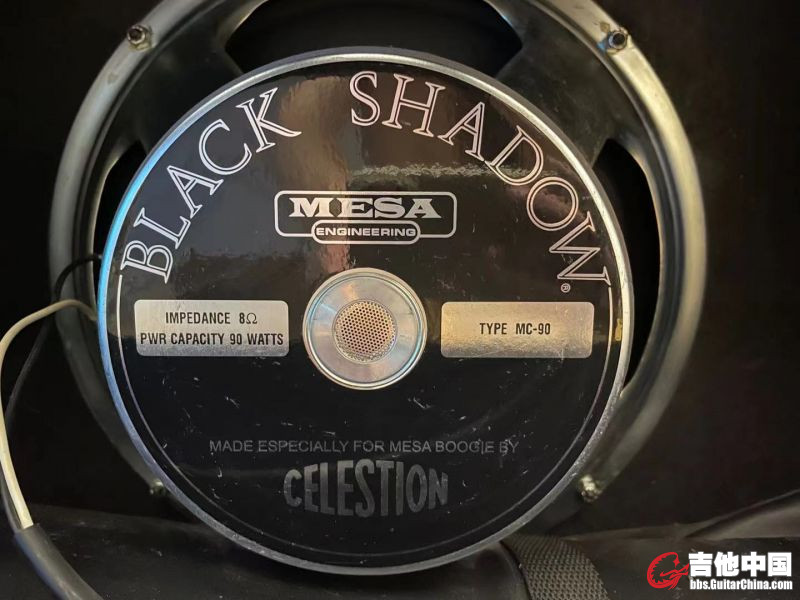 BLACK SHADOW
®
MESA
ENGINEERING
IMPEDANCE 8Ω
PWR CAPACITY 90 WATTS
TYPE MC-90
MADE ESPECIALLY FOR MESA BOOGIE BY
CELESTION
吉他中国
bbs.GuitarChina.com